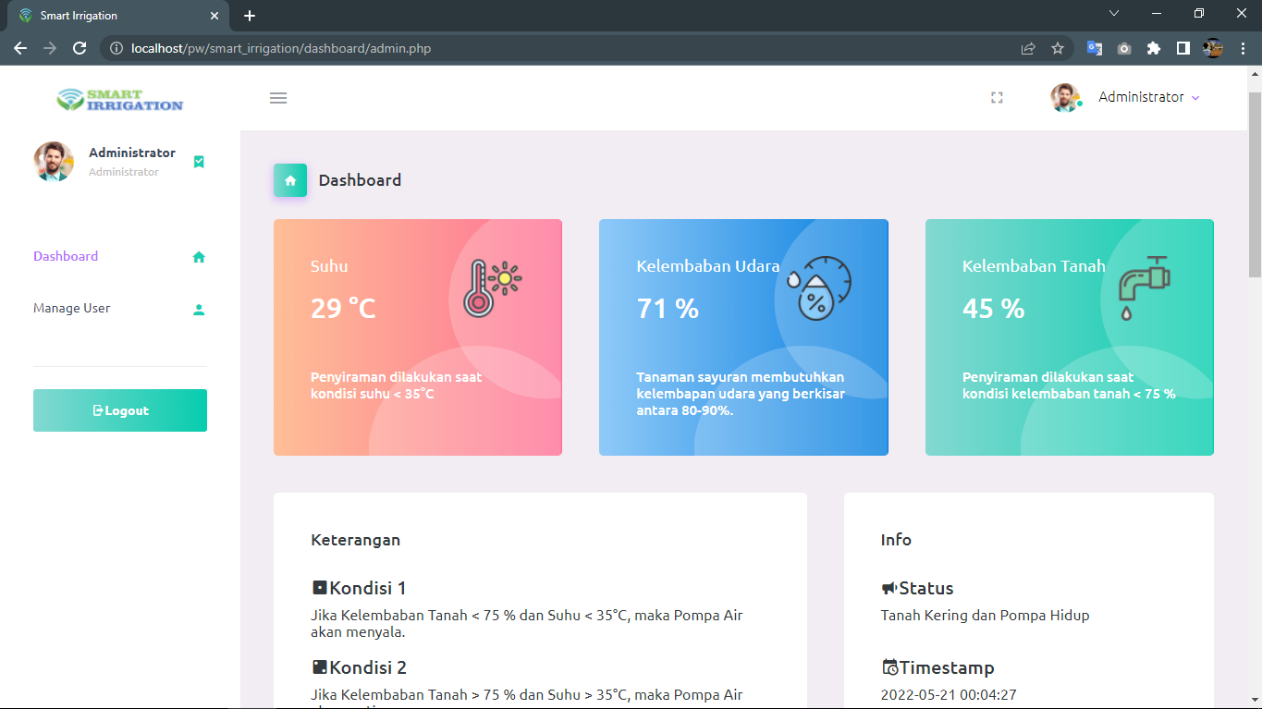 Smart Irrigation
localhost/pw/smart_irrigation/dashboard/admin.php
SMART
IRRIGATION
Administrator
Administrator
Administrator
Dashboard
Manage User
Logout
Dashboard
Suhu
29 °C
Penyiraman dilakukan saat
kondisi suhu < 35°C
Kelembaban Udara
71 %
Tanaman sayuran membutuhkan
kelembapan udara yang berkisar
antara 80-90%.
Kelembaban Tanah
45 %
Penyiraman dilakukan saat
kondisi kelembaban tanah < 75 %
Keterangan
Kondisi 1
Jika Kelembaban Tanah < 75 % dan Suhu < 35°C, maka Pompa Air
akan menyala.
Kondisi 2
Jika Kelembaban Tanah > 75 % dan Suhu > 35°C, maka Pompa Air
Info
Status
Tanah Kering dan Pompa Hidup
Timestamp
2022-05-21 00:04:27